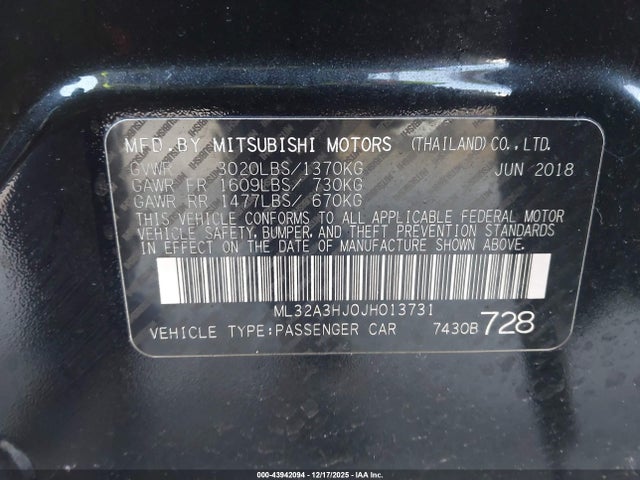 MFD.BY MITSUBISHI MOTORS (THAILAND)CO.,LTD.
GVWR 3020LBS/1370KG JUN 2018
GAWR FR 1609LBS/ 730KG
GAWR RR 1477LBS/ 670KG
THIS VEHICLE CONFORMS TO ALL APPLICABLE FEDERAL MOTOR
VEHICLE SAFETY,BUMPER,AND THEFT PREVENTION STANDARDS
IN EFFECT ON THE DATE OF MANUFACTURE SHOWN ABOVE.
ML32A3HJ0JH013731
VEHICLE TYPE:PASSENGER CAR 7430B 728
000-43942094 - 12/17/2025 - IAA Inc.